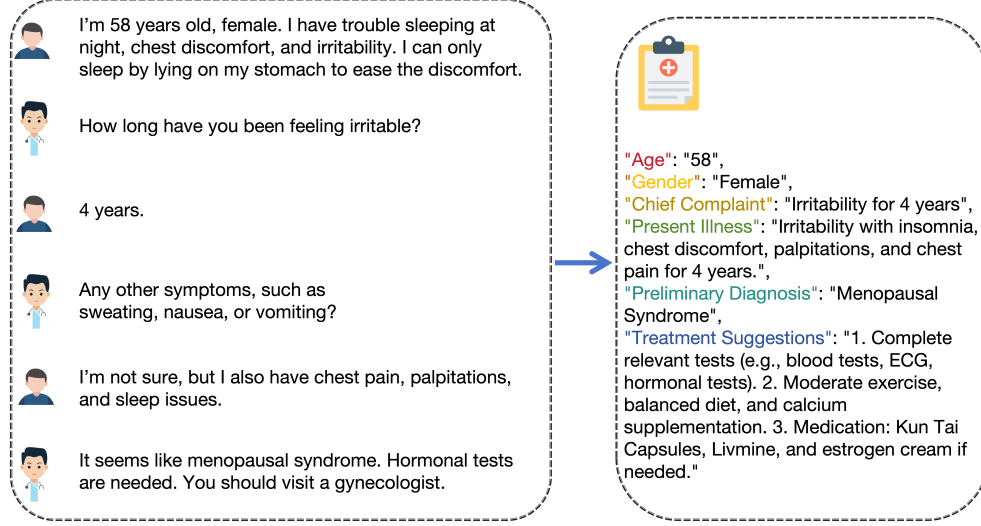 I'm 58 years old, female. I have trouble sleeping at
night, chest discomfort, and irritability. I can only
sleep by lying on my stomach to ease the discomfort.
How long have you been feeling irritable?
4 years.
Any other symptoms, such as
sweating, nausea, or vomiting?
I'm not sure, but I also have chest pain, palpitations,
and sleep issues.
It seems like menopausal syndrome. Hormonal tests
are needed. You should visit a gynecologist.
"Age": "58",
"Gender": "Female",
"Chief Complaint": "Irritability for 4 years",
"Present Illness": "Irritability with insomnia,
chest discomfort, palpitations, and chest
pain for 4 years.",
"Preliminary Diagnosis": "Menopausal
Syndrome",
"Treatment Suggestions": "1. Complete
relevant tests (e.g., blood tests, ECG,
hormonal tests). 2. Moderate exercise,
balanced diet, and calcium
supplementation. 3. Medication: Kun Tai
Capsules, Livmine, and estrogen cream if
needed."